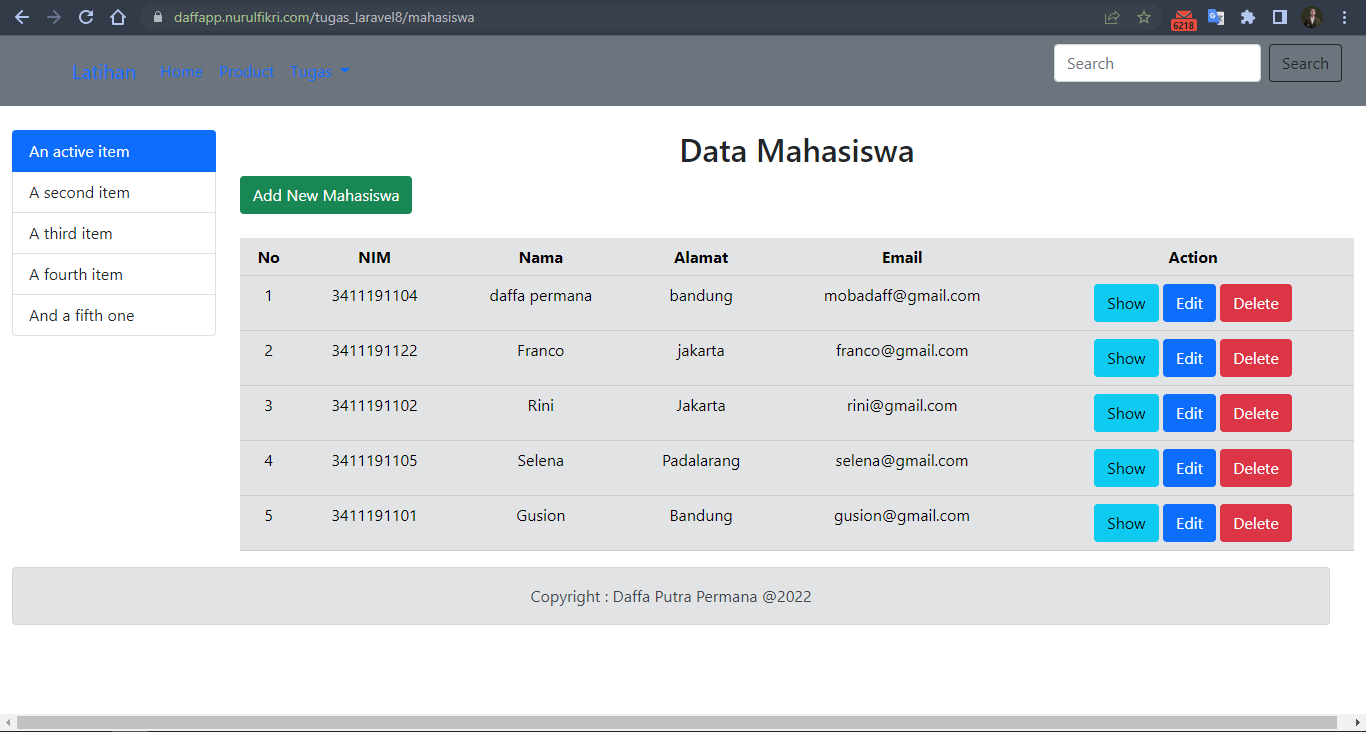 daffapp.nurulfikri.com/tugas_laravel8/mahasiswa
6218
Latihan Home Product Tugas Search Search
An active item
A second item
A third item
A fourth item
And a fifth one
Data Mahasiswa
Add New Mahasiswa
No NIM Nama Alamat Email Action
1 3411191104 daffa permana bandung mobadaff@gmail.com Show Edit Delete
2 3411191122 Franco jakarta franco@gmail.com Show Edit Delete
3 3411191102 Rini Jakarta rini@gmail.com Show Edit Delete
4 3411191105 Selena Padalarang selena@gmail.com Show Edit Delete
5 3411191101 Gusion Bandung gusion@gmail.com Show Edit Delete
Copyright : Daffa Putra Permana @2022